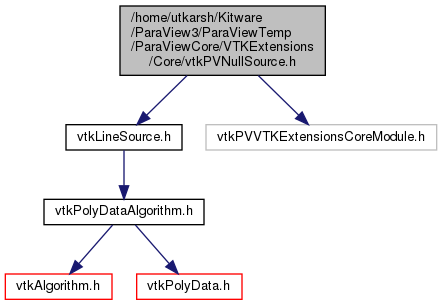 /home/utkarsh/Kitware
/ParaView3/ParaViewTemp
/ParaViewCore/VTKExtensions
/Core/vtkPVNullSource.h
vtkLineSource.h
vtkPVVTKExtensionsCoreModule.h
vtkPolyDataAlgorithm.h
vtkAlgorithm.h
vtkPolyData.h